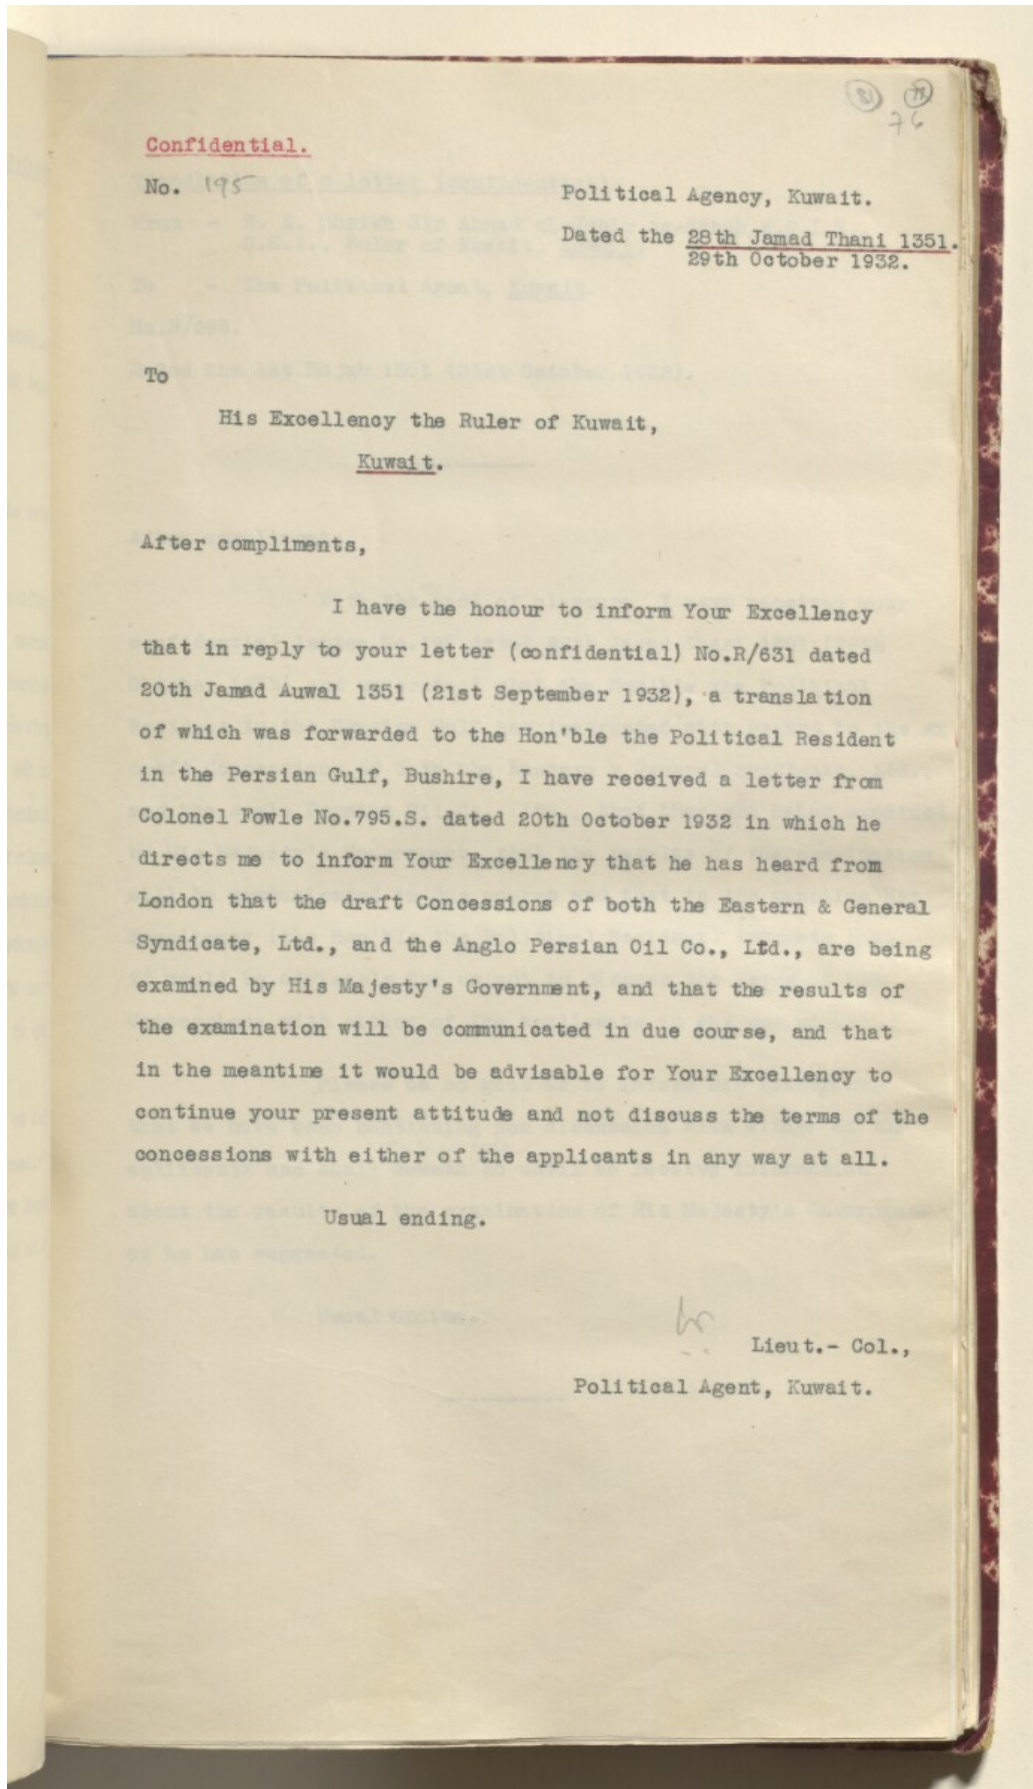 81 78
76
Confidential.
No. 195
Political Agency, Kuwait.
Dated the 28th Jamad Thani 1351.
29th October 1932.
To
His Excellency the Ruler of Kuwait,
Kuwait.
After compliments,
I have the honour to inform Your Excellency
that in reply to your letter (confidential) No.R/631 dated
20th Jamad Auwal 1351 (21st September 1932), a translation
of which was forwarded to the Hon'ble the Political Resident
in the Persian Gulf, Bushire, I have received a letter from
Colonel Fowle No.795.S. dated 20th October 1932 in which he
directs me to inform Your Excellency that he has heard from
London that the draft Concessions of both the Eastern & General
Syndicate, Ltd., and the Anglo Persian Oil Co., Ltd., are being
examined by His Majesty's Government, and that the results of
the examination will be communicated in due course, and that
in the meantime it would be advisable for Your Excellency to
continue your present attitude and not discuss the terms of the
concessions with either of the applicants in any way at all.
Usual ending.
Lieut.- Col.,
Political Agent, Kuwait.